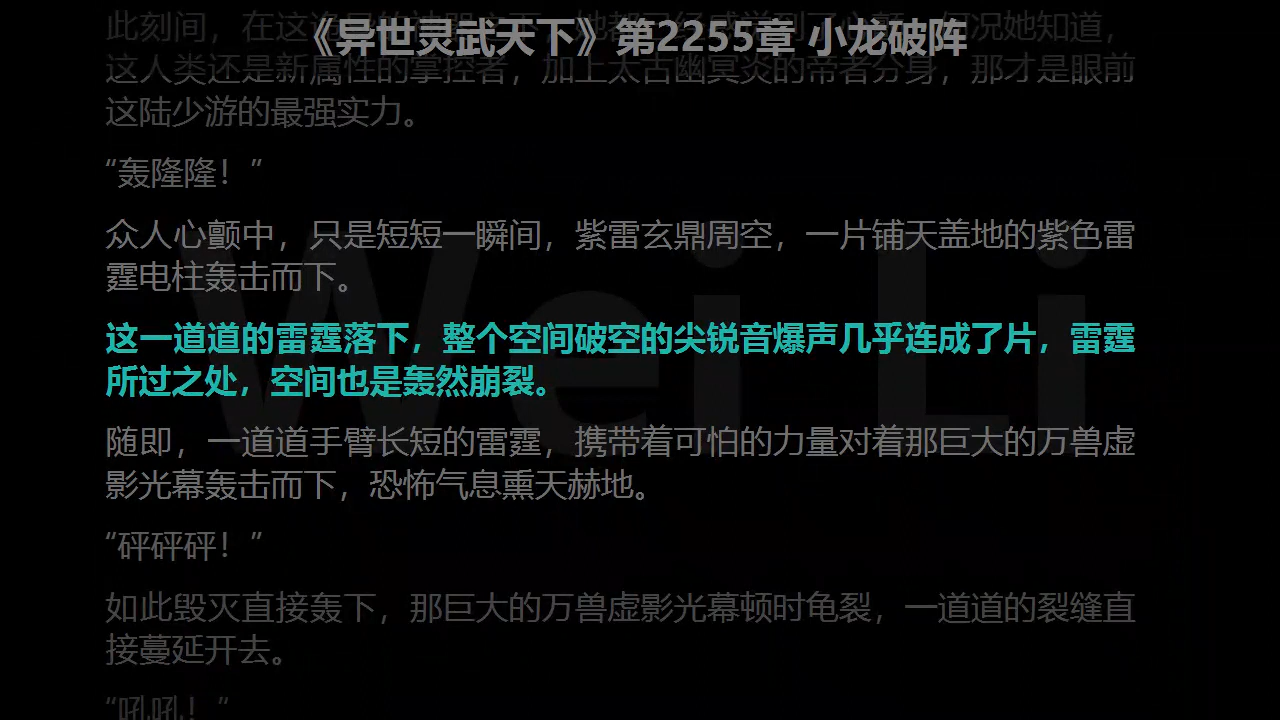 《异世灵武天下》第2255章 小龙破阵
这人类还是新属性的掌控者，加上太古幽冥炎的帝者分身，那才是眼前
这陆少游的最强实力。
“轰隆隆！”
众人心颤中，只是短短一瞬间，紫雷玄鼎周空，一片铺天盖地的紫色雷
霆电柱轰击而下。
这一道道的雷霆落下，整个空间破空的尖锐音爆声几乎连成了片，雷霆
所过之处，空间也是轰然崩裂。
随即，一道道手臂长短的雷霆，携带着可怕的力量对着那巨大的万兽虚
影光幕轰击而下，恐怖气息熏天赫地。
“砰砰砰！”
如此毁灭直接轰下，那巨大的万兽虚影光幕顿时龟裂，一道道的裂缝直
接蔓延开去。
“吼吼！”
Wei Li